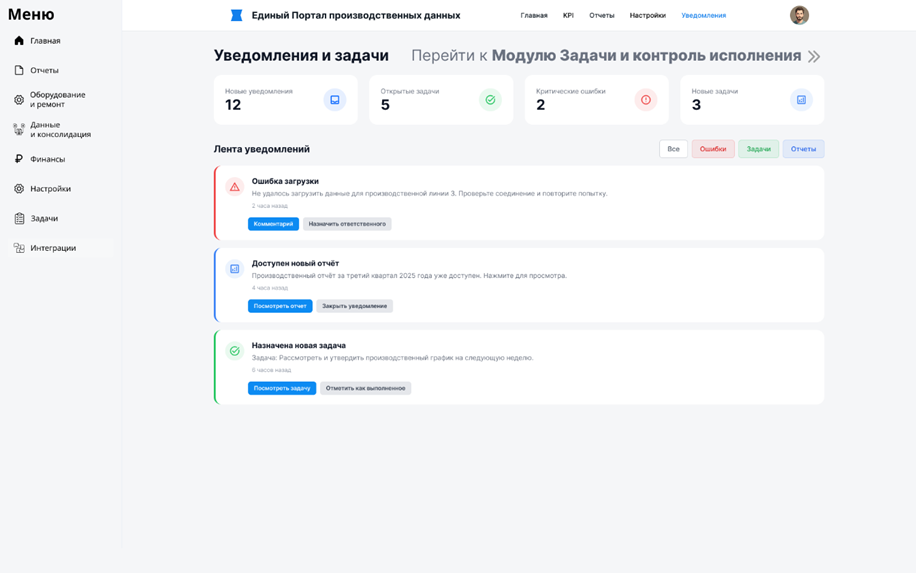 Меню
Главная
Отчеты
Оборудование
и ремонт
Данные
и консолидация
Финансы
Настройки
Задачи
Интеграции
Единый Портал производственных данных
Главная KPI Отчеты Настройки Уведомления
Уведомления и задачи Перейти к Модулю Задачи и контроль исполнения
Новые уведомления
12
Открытые задачи
5
Критические ошибки
2
Новые задачи
3
Лента уведомлений
Все Ошибки Задачи Отчеты
Ошибка загрузки
Не удалось загрузить данные для производственной линии 3. Проверьте соединение и повторите попытку.
2 часа назад
Комментарий Назначить ответственного
Доступен новый отчёт
Производственный отчёт за третий квартал 2025 года уже доступен. Нажмите для просмотра.
4 часа назад
Посмотреть отчет Закрыть уведомление
Назначена новая задача
Задача: Рассмотреть и утвердить производственный график на следующую неделю.
6 часов назад
Посмотреть задачу Отметить как выполненное